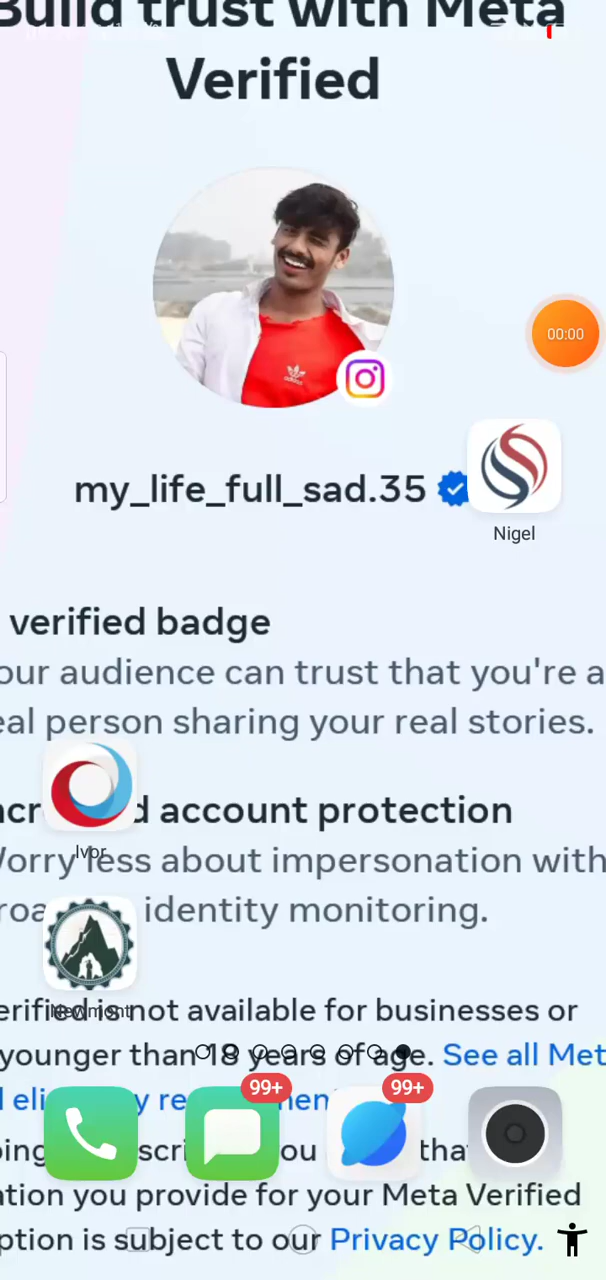 Build trust with Meta
Verified
00:00
my_life_full_sad.35
Nigel
verified badge
our audience can trust that you're a
eal person sharing your real stories.
d account protection
Ivor
Worry less about impersonation with
identity monitoring.
Newmont
erified is not available for businesses or
younger than 18 years of age. See all Met
99+
99+
ation you provide for your Meta Verified
ption is subject to our Privacy Policy.